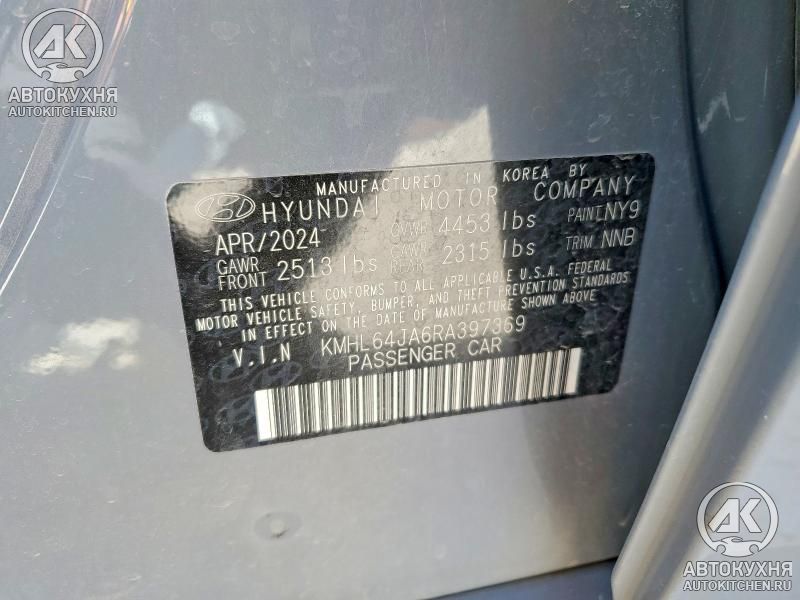 АВТОКУХНЯ
AUTOKITCHEN.RU
MANUFACTURED IN KOREA BY
HYUNDAI MOTOR COMPANY
APR/2024 GVWR 4453 lbs PAINT NY9
GAWR FRONT 2513 lbs GAWR REAR 2315 lbs TRIM NNB
THIS VEHICLE CONFORMS TO ALL APPLICABLE U.S.A. FEDERAL
MOTOR VEHICLE SAFETY, BUMPER, AND THEFT PREVENTION STANDARDS
IN EFFECT ON THE DATE OF MANUFACTURE SHOWN ABOVE.
V.I.N KMHL64JA6RA397359
PASSENGER CAR
АВТОКУХНЯ
AUTOKITCHEN.RU